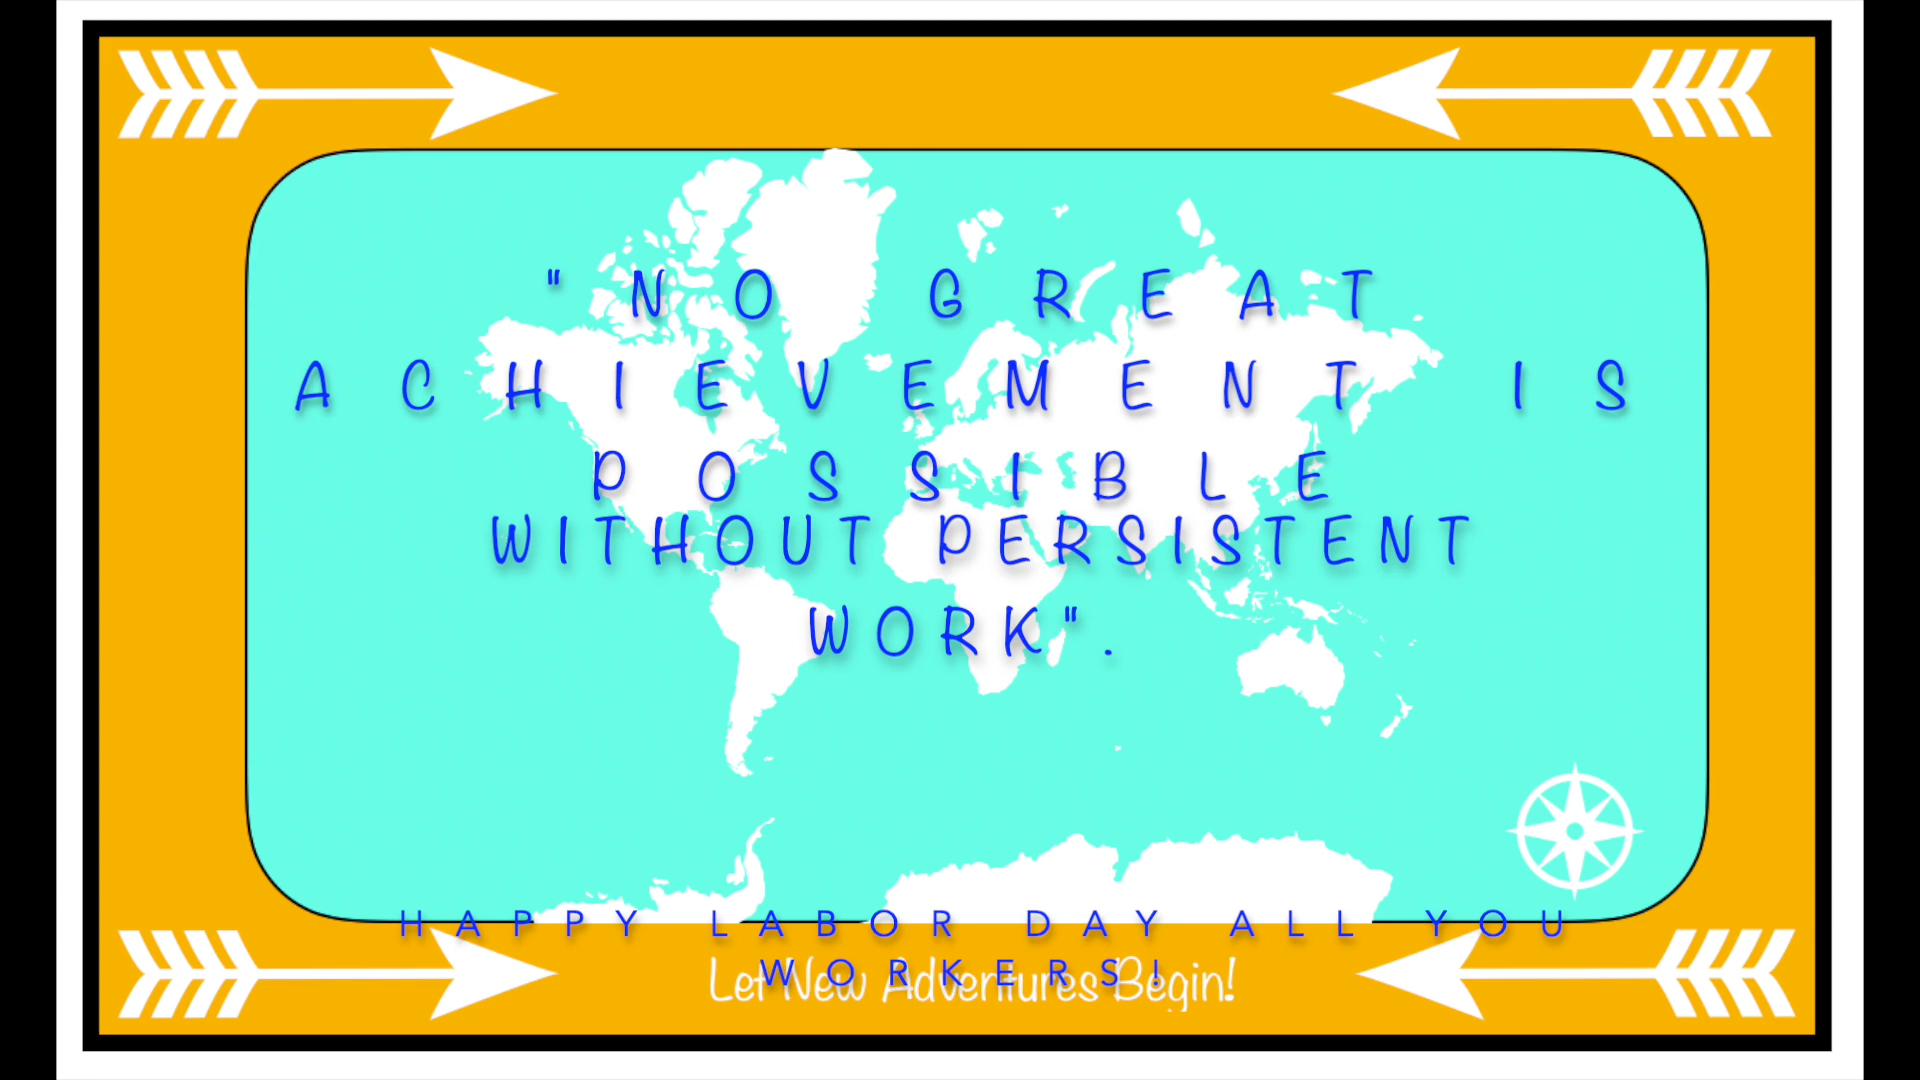 "NO GREAT
ACHIEVEMENT IS
POSSIBLE
WITHOUT PERSISTENT
WORK".
HAPPY LABOR DAY ALL YOU
WORKERS!
Let New Adventures Begin!